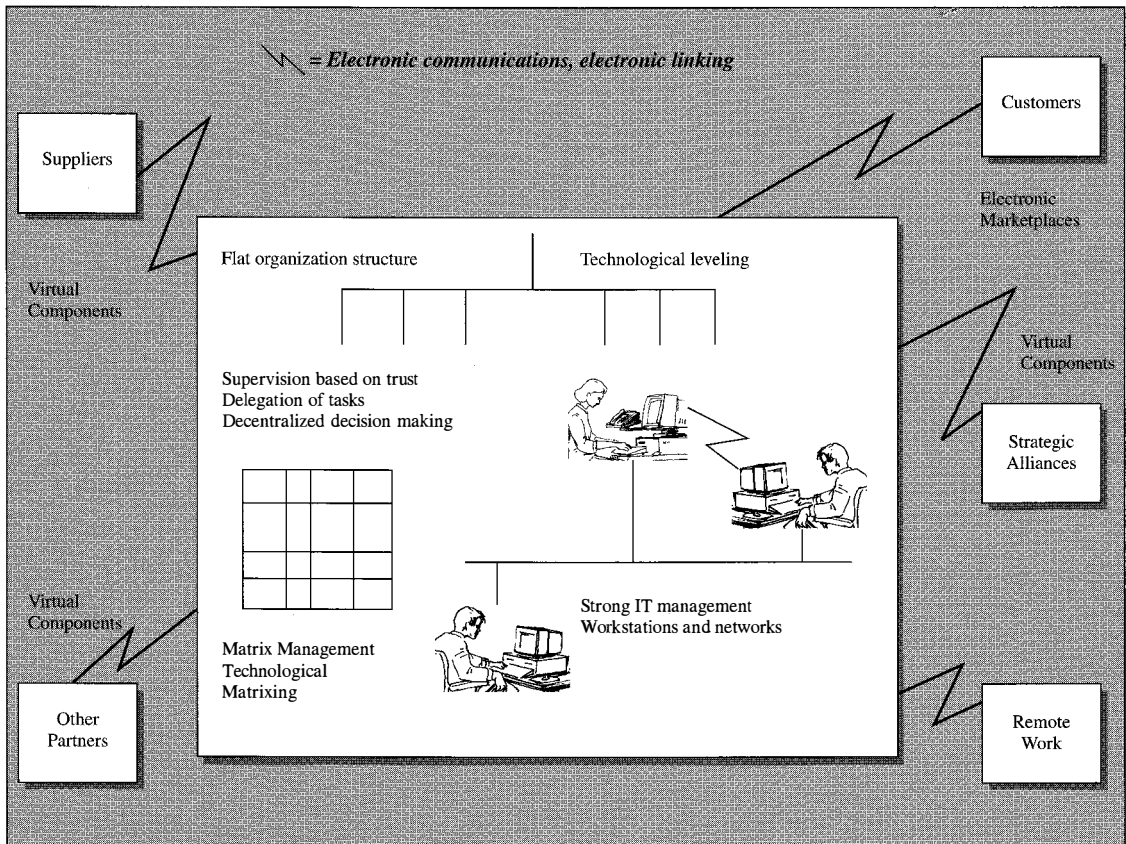 = Electronic communications, electronic linking
Customers
Suppliers
Electronic
Marketplaces
Flat organization structure
Technological leveling
Virtual
Components
Virtual
Components
Supervision based on trust
Delegation of tasks
Decentralized decision making
Strategic
Alliances
Virtual
Components
Strong IT management
Workstations and networks
Matrix Management
Technological
Matrixing
Other
Partners
Remote
Work